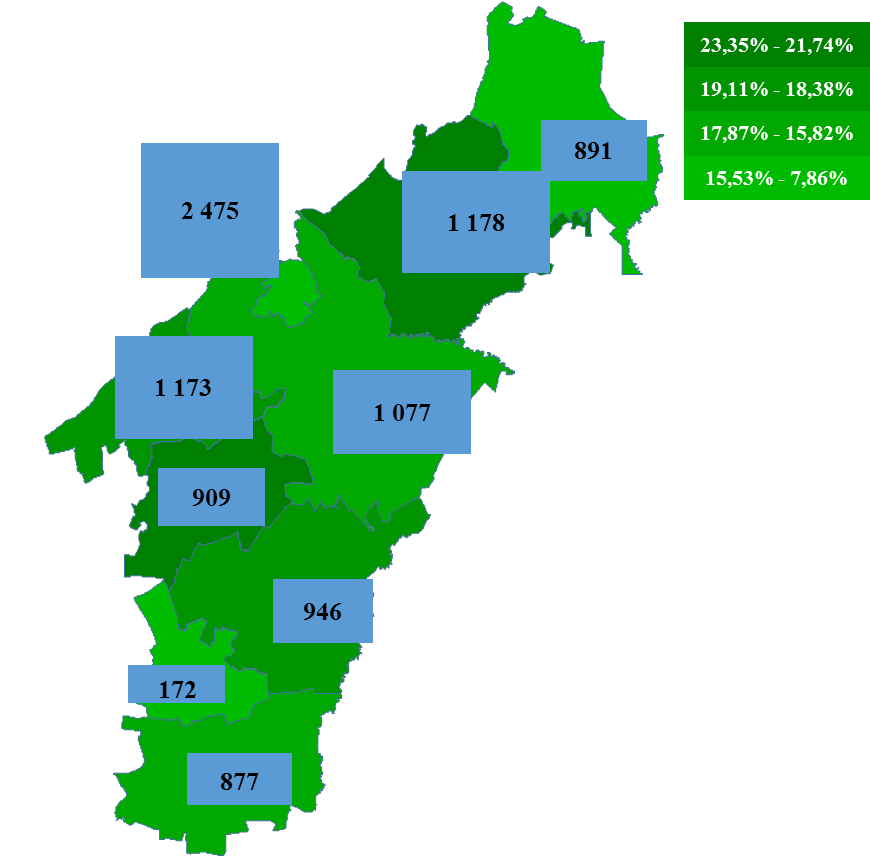 23,35% - 21,74%
19,11% - 18,38%
17,87% - 15,82%
15,53% - 7,86%
891
2 475
1 178
1 173
1 077
909
946
172
877